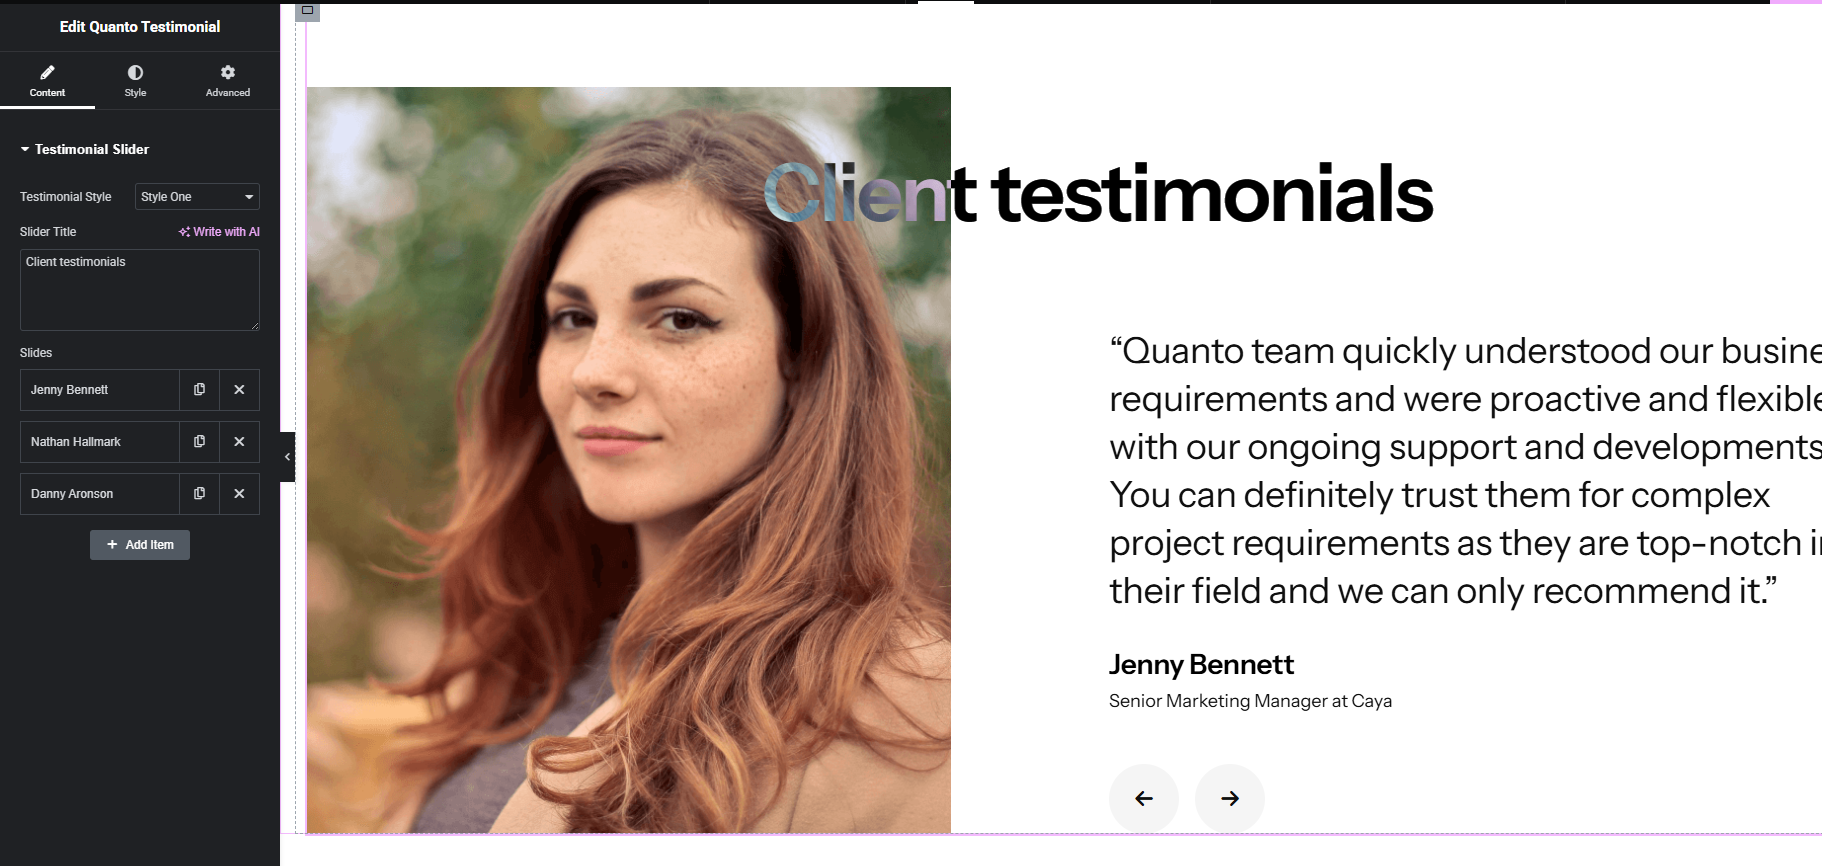 Edit Quanto Testimonial
Content
Style
Advanced
Testimonial Slider
Testimonial Style
Style One
Slider Title
Write with AI
Client testimonials
Slides
Jenny Bennett
Nathan Hallmark
Danny Aronson
Add Item
Client testimonials
“Quanto team quickly understood our busine
requirements and were proactive and flexible
with our ongoing support and developments
You can definitely trust them for complex
project requirements as they are top-notch in
their field and we can only recommend it.”
Jenny Bennett
Senior Marketing Manager at Caya